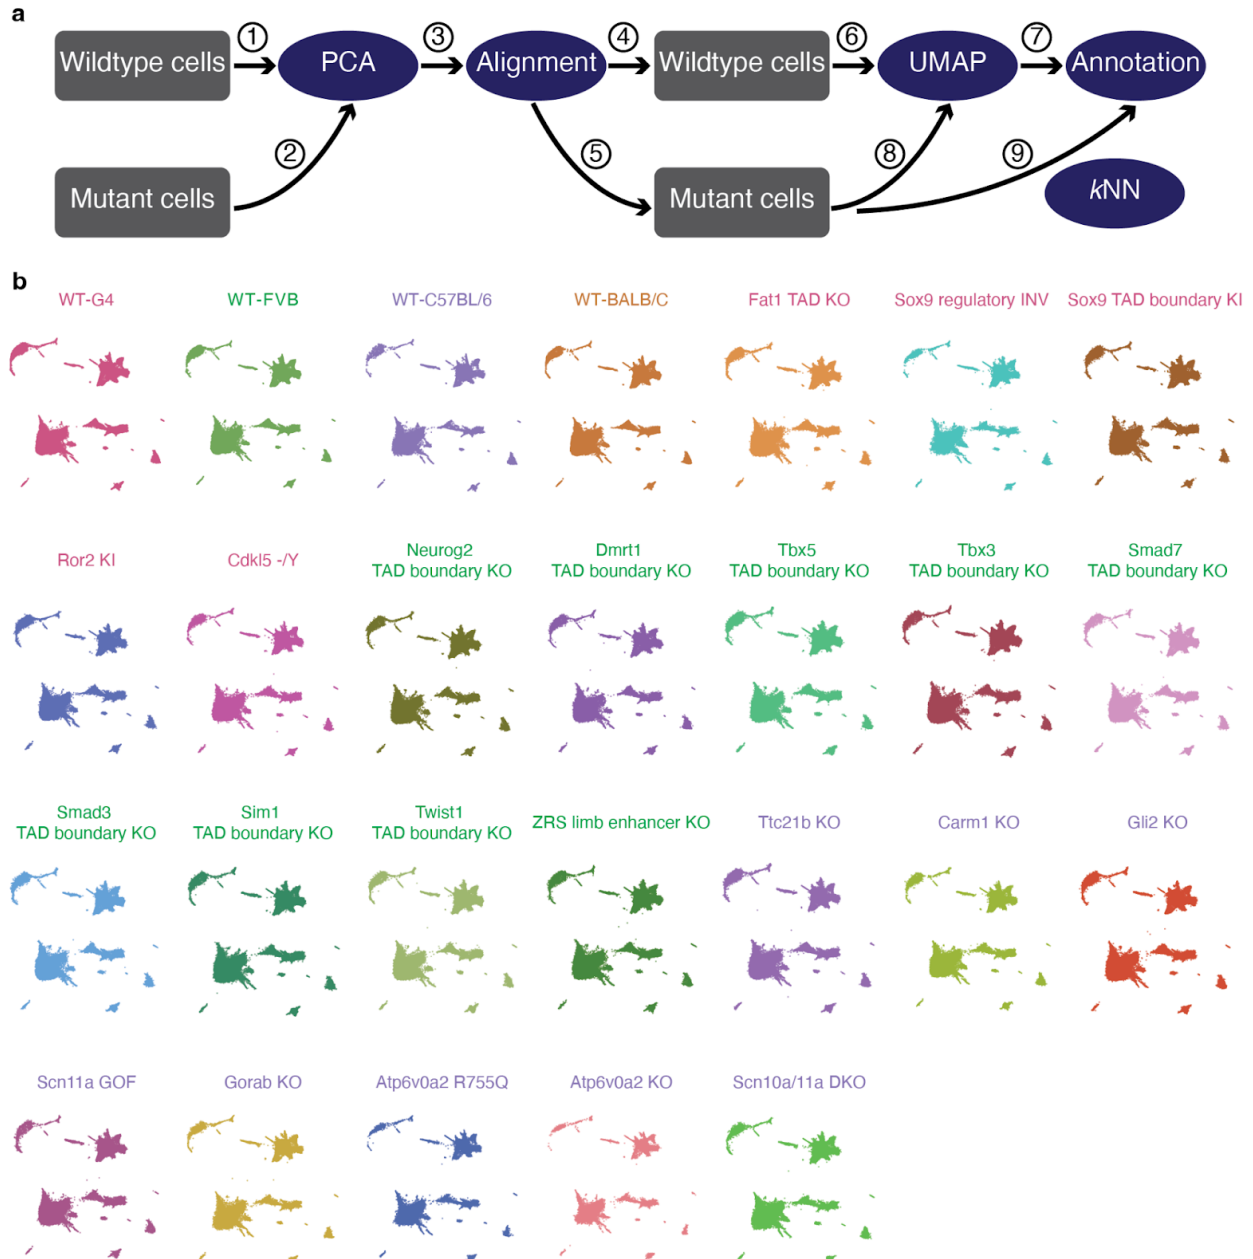 a
Wildtype cells
1
PCA
3
Alignment
4
Wildtype cells
6
UMAP
7
Annotation
Mutant cells
2
5
Mutant cells
8
9
kNN
b
WT-G4
WT-FVB
WT-C57BL/6
WT-BALB/C
Fat1 TAD KO
Sox9 regulatory INV
Sox9 TAD boundary KI
Ror2 KI
Cdkl5 -/Y
Neurog2
TAD boundary KO
Dmrt1
TAD boundary KO
Tbx5
TAD boundary KO
Tbx3
TAD boundary KO
Smad7
TAD boundary KO
Smad3
TAD boundary KO
Sim1
TAD boundary KO
Twist1
TAD boundary KO
ZRS limb enhancer KO
Ttc21b KO
Carm1 KO
Gli2 KO
Scn11a GOF
Gorab KO
Atp6v0a2 R755Q
Atp6v0a2 KO
Scn10a/11a DKO